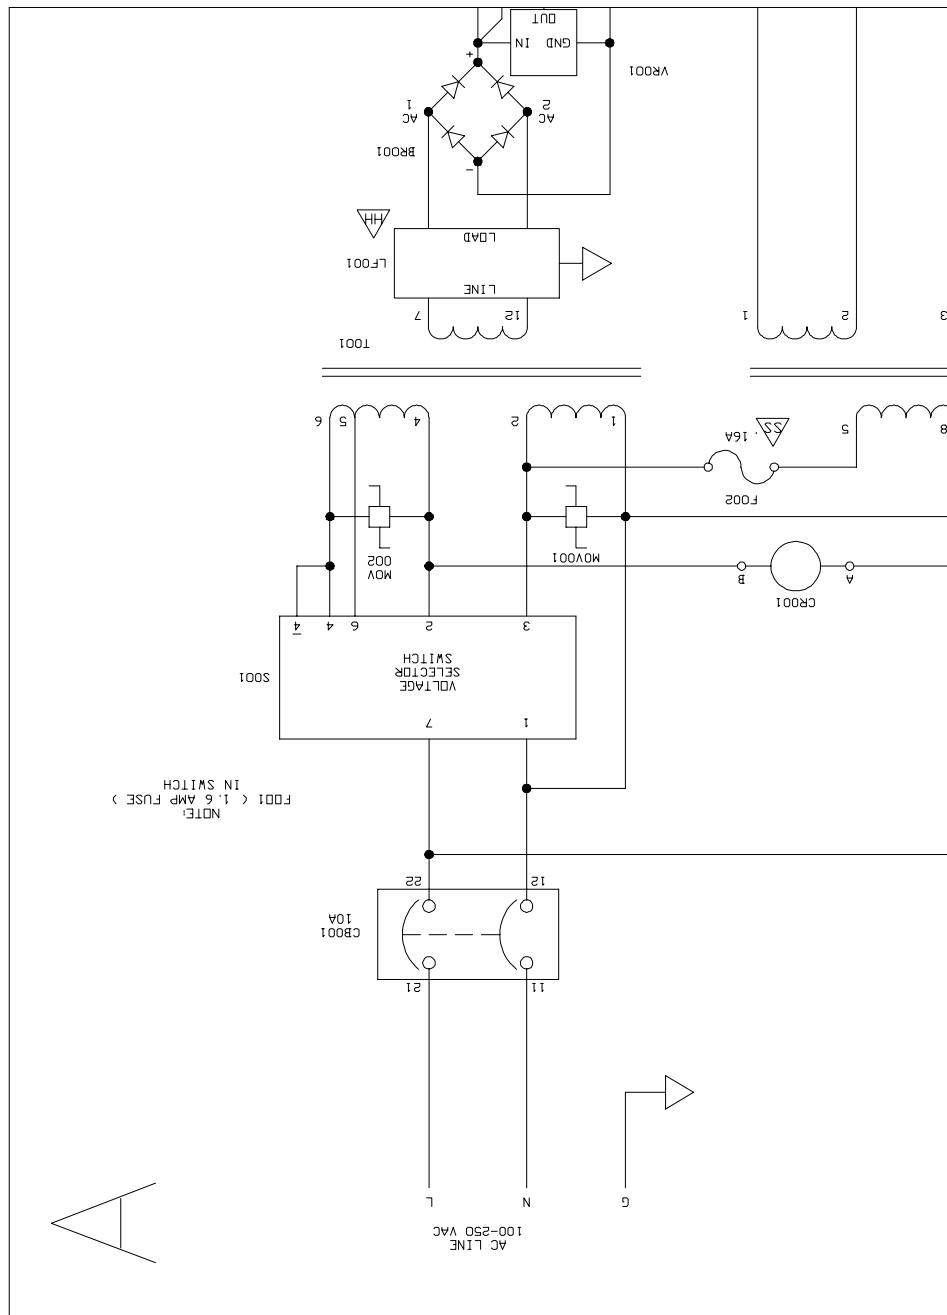 AC LINE
100-250 VAC
G
N
L
A
11
21
CB001
10A
12
22
NOTE:
F001 ( 1.6 AMP FUSE )
IN SWITCH
1
7
VOLTAGE
SELECTOR
SWITCH
S001
3
2
6
4
4
CR001
A
B
MOV001
MOV
002
F002
.16A
SS
8
5
1
2
4
5
6
T001
3
2
1
12
7
LINE
LF001
LOAD
HH
-
BR001
AC
2
AC
1
+
VR001
GND
IN
OUT